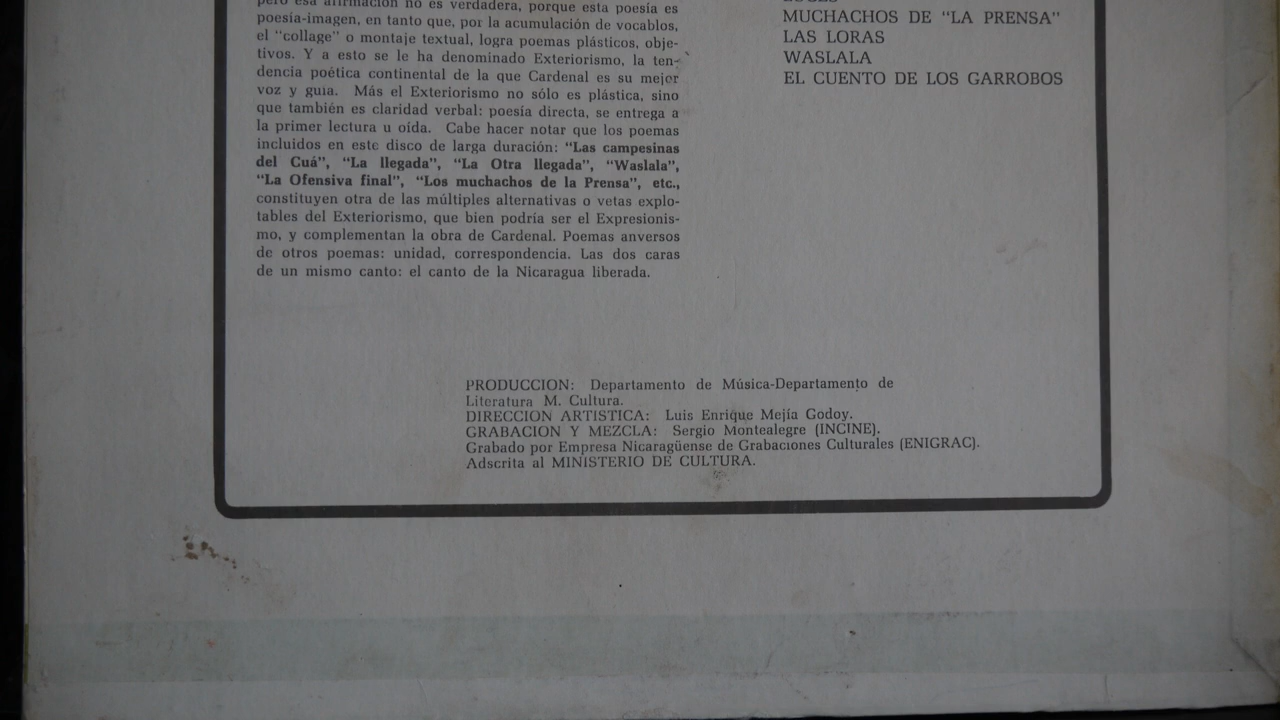 pero esa afirmación no es verdadera, porque esta poesía es
poesía-imagen, en tanto que, por la acumulación de vocablos,
el "collage" o montaje textual, logra poemas plásticos, obje-
tivos. Y a esto se le ha denominado Exteriorismo, la ten-
dencia poética continental de la que Cardenal es su mejor
voz y guía. Más el Exteriorismo no sólo es plástica, sino
que también es claridad verbal: poesía directa, se entrega a
la primer lectura u oída. Cabe hacer notar que los poemas
incluidos en este disco de larga duración: "Las campesinas
del Cuá", "La llegada", "La Otra llegada", "Waslala",
"La Ofensiva final", "Los muchachos de la Prensa", etc.,
constituyen otra de las múltiples alternativas o vetas explo-
tables del Exteriorismo, que bien podría ser el Expresionis-
mo, y complementan la obra de Cardenal. Poemas anversos
de otros poemas: unidad, correspondencia. Las dos caras
de un mismo canto: el canto de la Nicaragua liberada.
MUCHACHOS DE "LA PRENSA"
LAS LORAS
WASLALA
EL CUENTO DE LOS GARROBOS
PRODUCCION: Departamento de Música-Departamento de
Literatura M. Cultura.
DIRECCION ARTISTICA: Luis Enrique Mejía Godoy.
GRABACION Y MEZCLA: Sergio Montealegre (INCINE).
Grabado por Empresa Nicaragüense de Grabaciones Culturales (ENIGRAC).
Adscrita al MINISTERIO DE CULTURA.